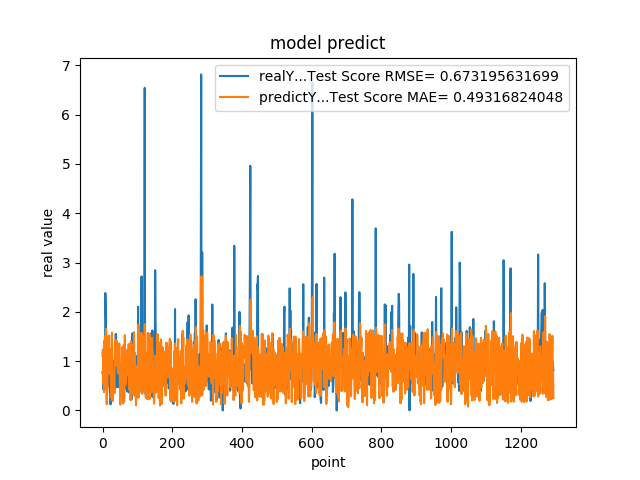 model predict
realY...Test Score RMSE= 0.673195631699
predictY...Test Score MAE= 0.49316824048
real value
7
6
5
4
3
2
1
0
0 200 400 600 800 1000 1200
point